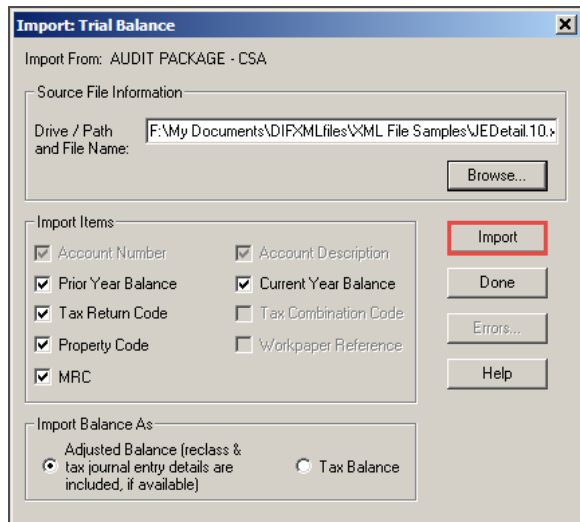 Import: Trial Balance
Import From: AUDIT PACKAGE - CSA
Source File Information
Drive / Path
and File Name:
F:\My Documents\DIFXMLfiles\XML File Samples\JEDetail.10.x
Browse...
Import Items
Account Number
Account Description
Prior Year Balance
Current Year Balance
Tax Return Code
Tax Combination Code
Property Code
Workpaper Reference
MRC
Import
Done
Errors...
Help
Import Balance As
Adjusted Balance (reclass &
tax journal entry details are
included, if available)
Tax Balance